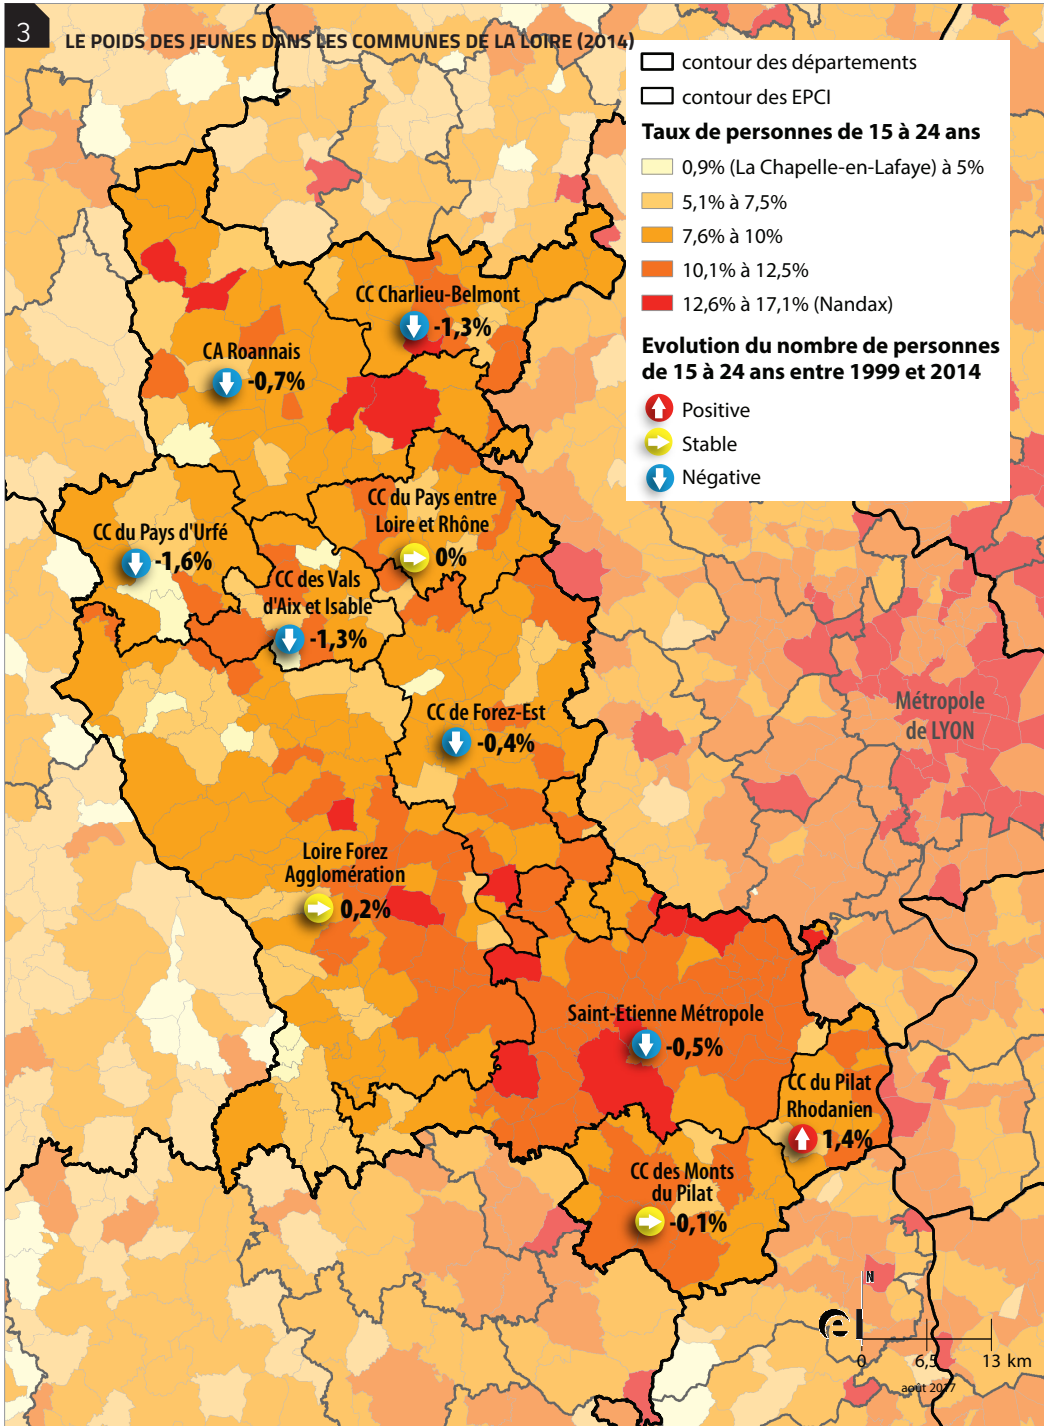 3
LE POIDS DES JEUNES DANS LES COMMUNES DE LA LOIRE (2014)
contour des départements
contour des EPCI
Taux de personnes de 15 à 24 ans
0,9% (La Chapelle-en-Lafaye) à 5%
5,1% à 7,5%
7,6% à 10%
10,1% à 12,5%
12,6% à 17,1% (Nandax)
Evolution du nombre de personnes
de 15 à 24 ans entre 1999 et 2014
Positive
Stable
Négative
CC Charlieu-Belmont
-1,3%
CA Roannais
-0,7%
CC du Pays entre
Loire et Rhône
0%
CC du Pays d'Urfé
-1,6%
CC des Vals
d'Aix et Isable
-1,3%
CC de Forez-Est
-0,4%
Métropole
de LYON
Loire Forez
Agglomération
0,2%
Saint-Etienne Métropole
-0,5%
CC du Pilat
Rhodanien
1,4%
CC des Monts
du Pilat
-0,1%
N
e
0 6,5 13 km
août 2017